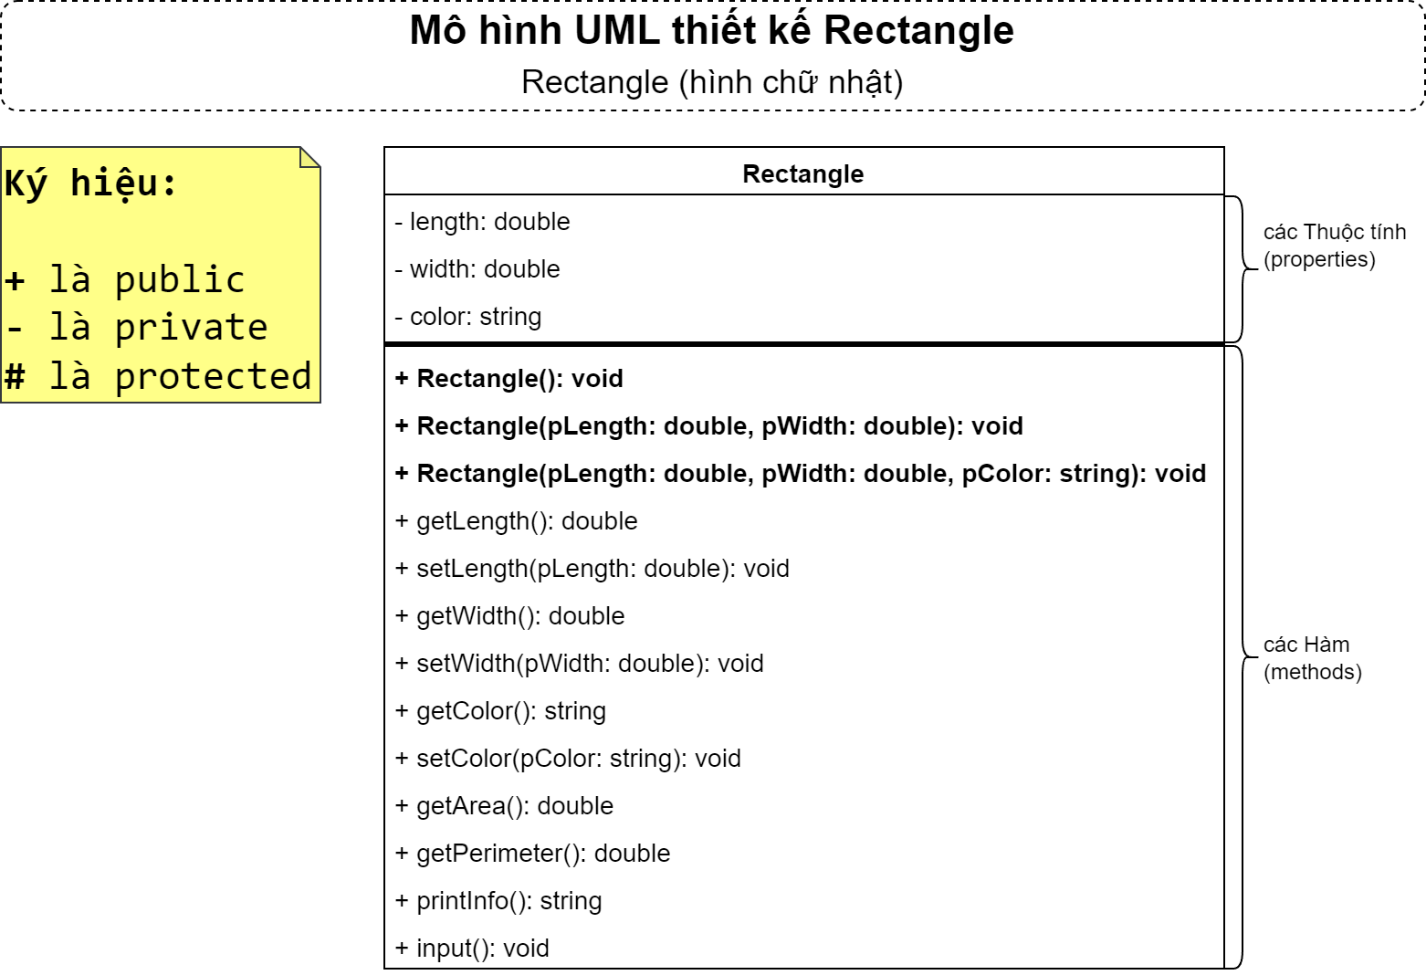 Mô hình UML thiết kế Rectangle
Rectangle (hình chữ nhật)
Ký hiệu:
+ là public
- là private
# là protected
Rectangle
- length: double
- width: double
- color: string
các Thuộc tính
(properties)
+ Rectangle(): void
+ Rectangle(pLength: double, pWidth: double): void
+ Rectangle(pLength: double, pWidth: double, pColor: string): void
+ getLength(): double
+ setLength(pLength: double): void
+ getWidth(): double
+ setWidth(pWidth: double): void
+ getColor(): string
+ setColor(pColor: string): void
+ getArea(): double
+ getPerimeter(): double
+ printInfo(): string
+ input(): void
các Hàm
(methods)